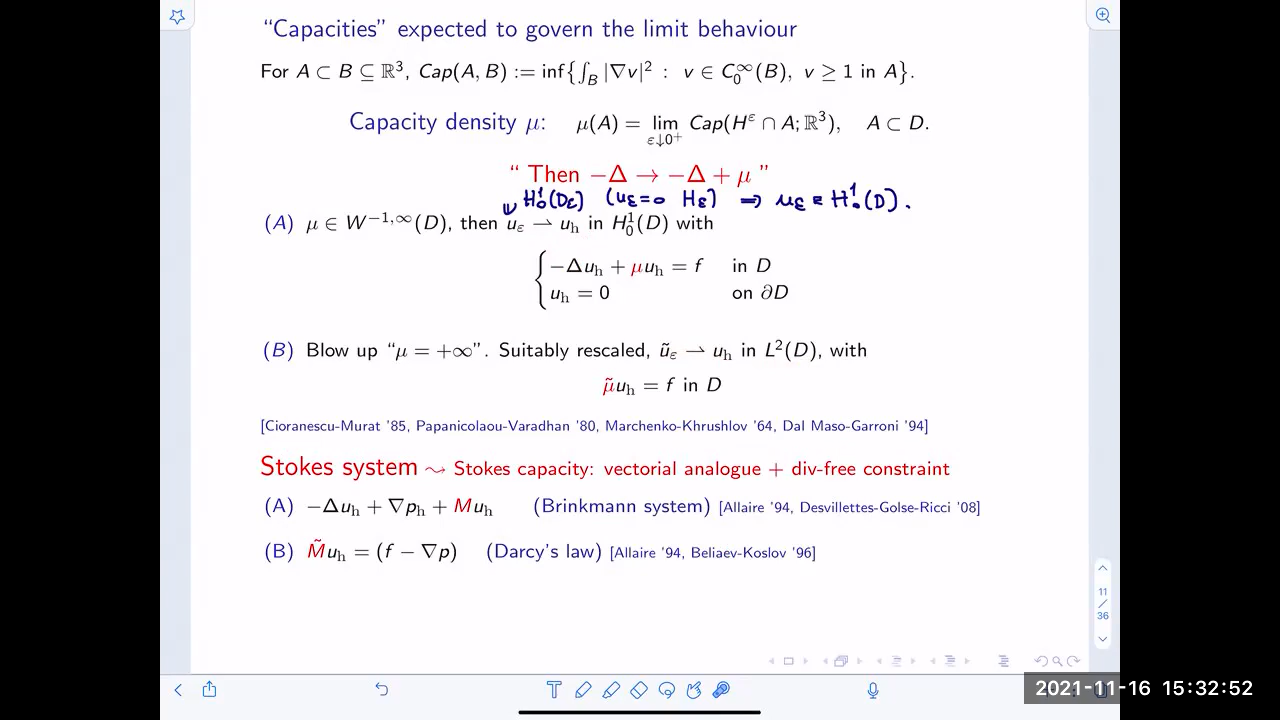 “Capacities” expected to govern the limit behaviour
For A ⊂ B ⊆ ℝ³, Cap(A, B) := inf{∫_B |∇v|² : v ∈ C₀^∞(B), v ≥ 1 in A}.
Capacity density μ: μ(A) = lim_{ε↓0⁺} Cap(H^ε ∩ A; ℝ³), A ⊂ D.
“ Then −Δ → −Δ + μ ”
H¹₀(D_ε) (u_ε=0 H_ε) ⇒ u_ε ∈ H¹₀(D).
(A) μ ∈ W^{−1,∞}(D), then u_ε ⇀ u_h in H¹₀(D) with
−Δu_h + μu_h = f in D
u_h = 0 on ∂D
(B) Blow up “μ = +∞”. Suitably rescaled, ũ_ε ⇀ u_h in L²(D), with
μ̃u_h = f in D
[Cioranescu-Murat '85, Papanicolaou-Varadhan '80, Marchenko-Khrushlov '64, Dal Maso-Garroni '94]
Stokes system ⇝ Stokes capacity: vectorial analogue + div-free constraint
(A) −Δu_h + ∇p_h + Mu_h (Brinkmann system) [Allaire '94, Desvillettes-Golse-Ricci '08]
(B) M̃u_h = (f − ∇p) (Darcy's law) [Allaire '94, Beliaev-Koslov '96]
11
/
36
T
2021-11-16 15:32:52